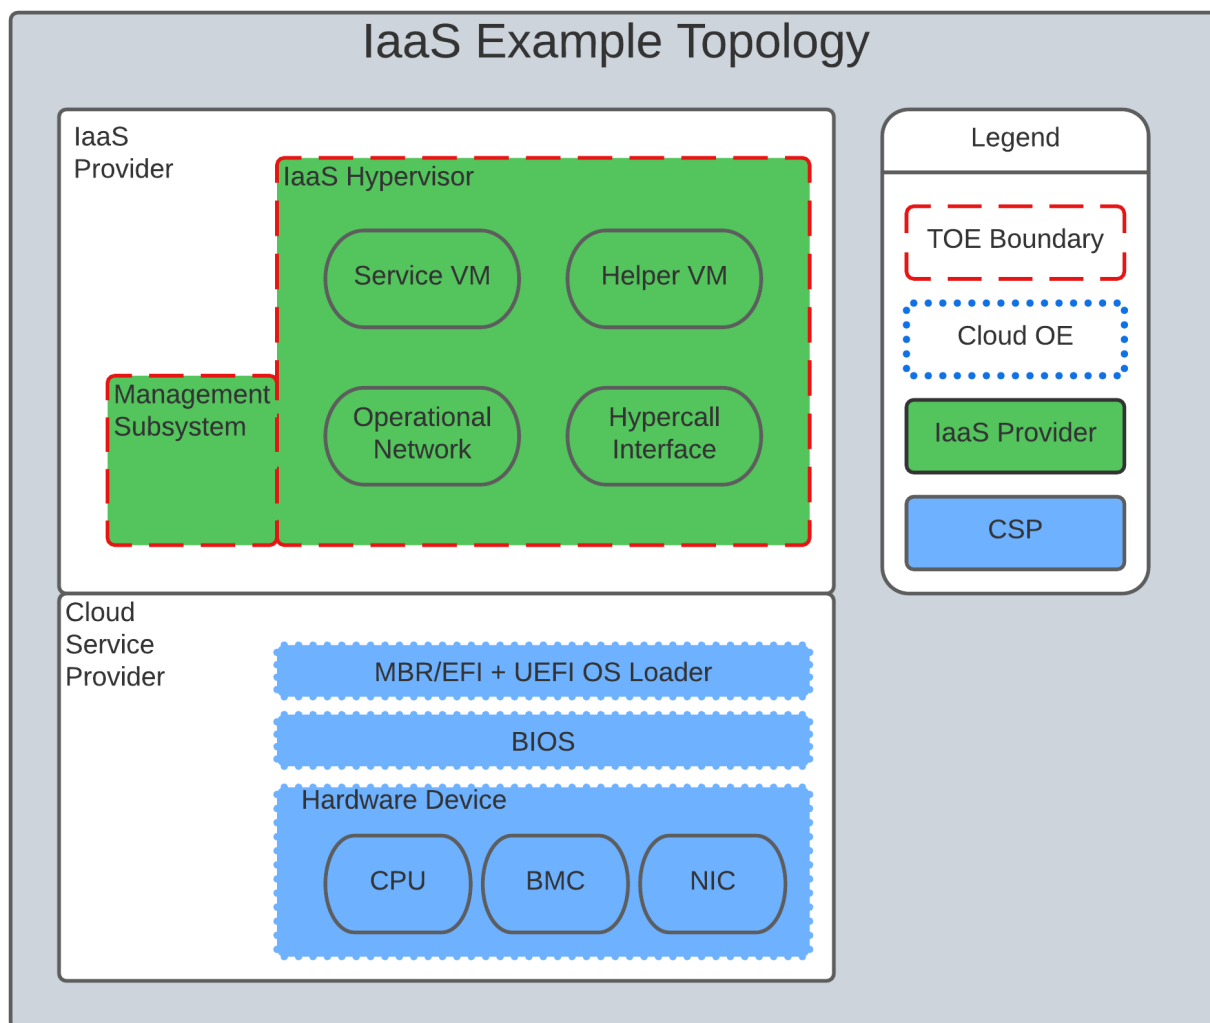 IaaS Example Topology
IaaS
Provider
IaaS Hypervisor
Service VM
Helper VM
Management
Subsystem
Operational
Network
Hypercall
Interface
Cloud
Service
Provider
MBR/EFI + UEFI OS Loader
BIOS
Hardware Device
CPU
BMC
NIC
Legend
TOE Boundary
Cloud OE
IaaS Provider
CSP